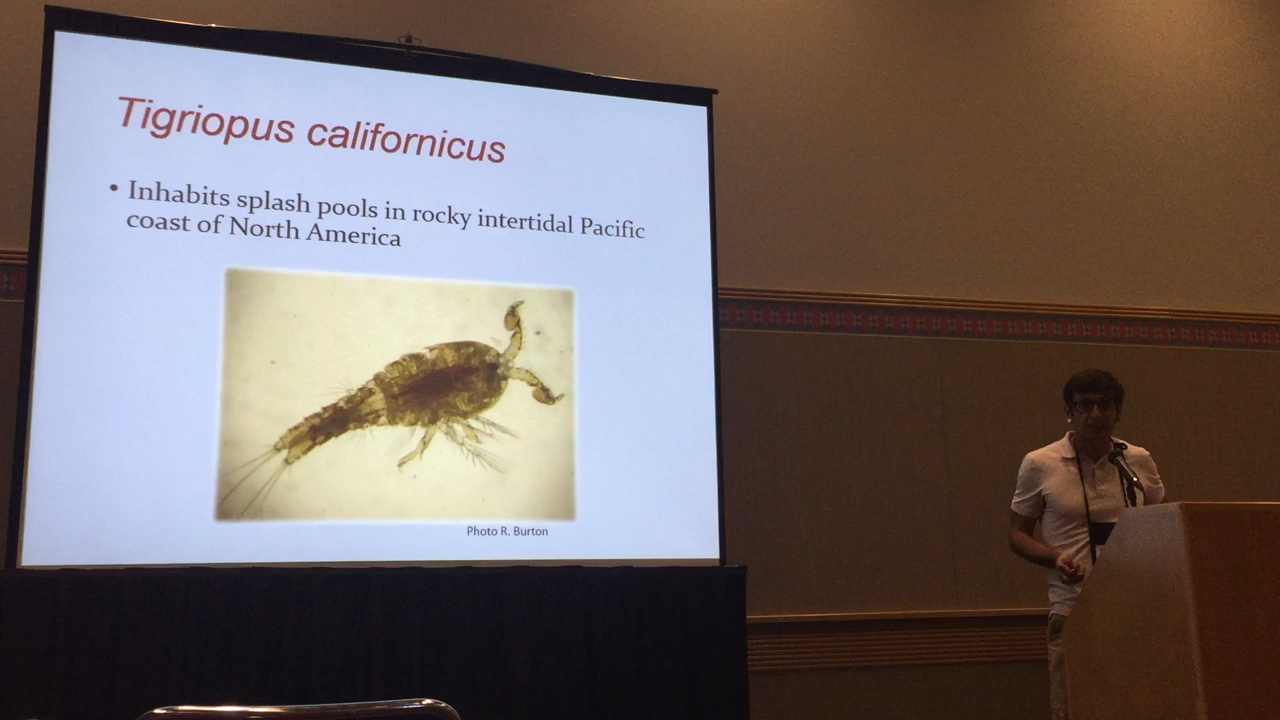 Tigriopus californicus
• Inhabits splash pools in rocky intertidal Pacific
coast of North America
Photo R. Burton